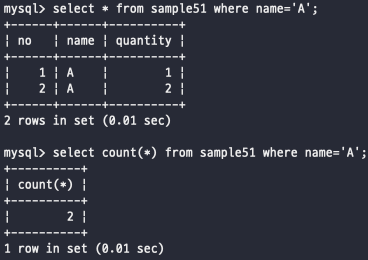 mysql> select * from sample51 where name='A';
+------+------+----------+
| no   | name | quantity |
+------+------+----------+
|    1 | A    |        1 |
|    2 | A    |        2 |
+------+------+----------+
2 rows in set (0.01 sec)
mysql> select count(*) from sample51 where name='A';
+----------+
| count(*) |
+----------+
|        2 |
+----------+
1 row in set (0.01 sec)